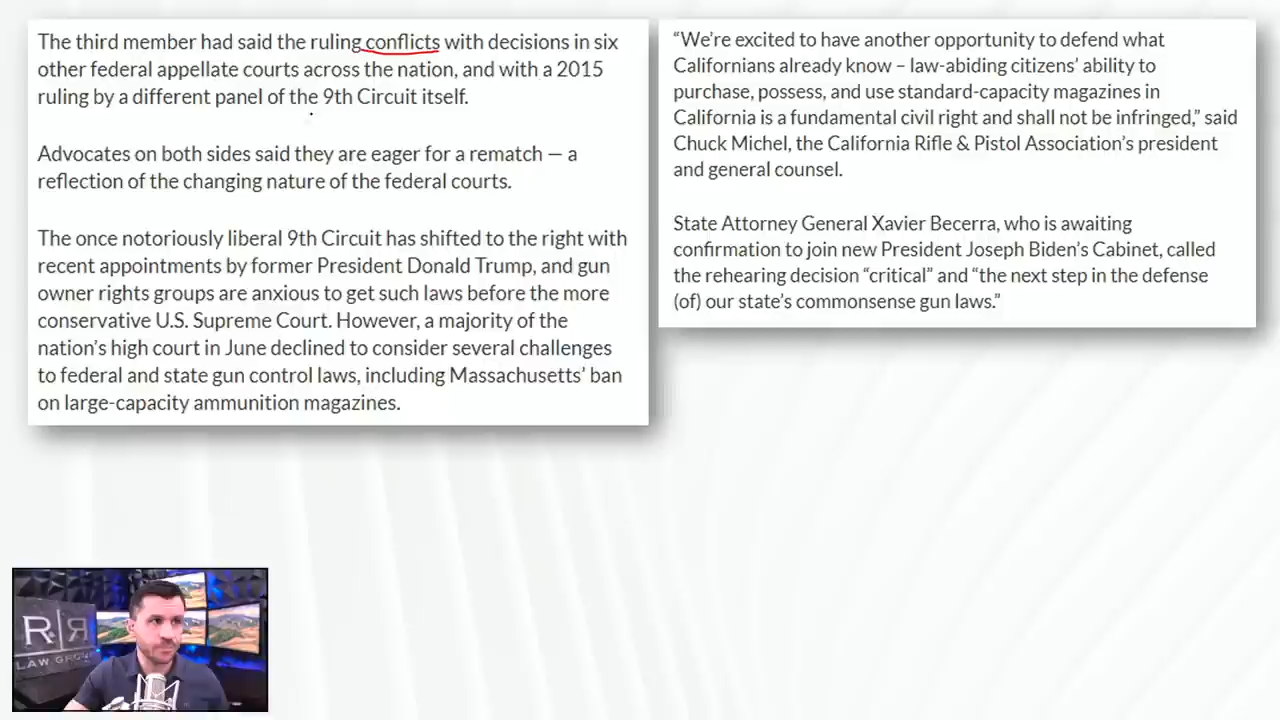 The third member had said the ruling conflicts with decisions in six
other federal appellate courts across the nation, and with a 2015
ruling by a different panel of the 9th Circuit itself.
Advocates on both sides said they are eager for a rematch — a
reflection of the changing nature of the federal courts.
The once notoriously liberal 9th Circuit has shifted to the right with
recent appointments by former President Donald Trump, and gun
owner rights groups are anxious to get such laws before the more
conservative U.S. Supreme Court. However, a majority of the
nation’s high court in June declined to consider several challenges
to federal and state gun control laws, including Massachusetts’ ban
on large-capacity ammunition magazines.
“We’re excited to have another opportunity to defend what
Californians already know – law-abiding citizens’ ability to
purchase, possess, and use standard-capacity magazines in
California is a fundamental civil right and shall not be infringed,” said
Chuck Michel, the California Rifle & Pistol Association’s president
and general counsel.
State Attorney General Xavier Becerra, who is awaiting
confirmation to join new President Joseph Biden’s Cabinet, called
the rehearing decision “critical” and “the next step in the defense
(of) our state’s commonsense gun laws.”
R|Я
LAW GROUP